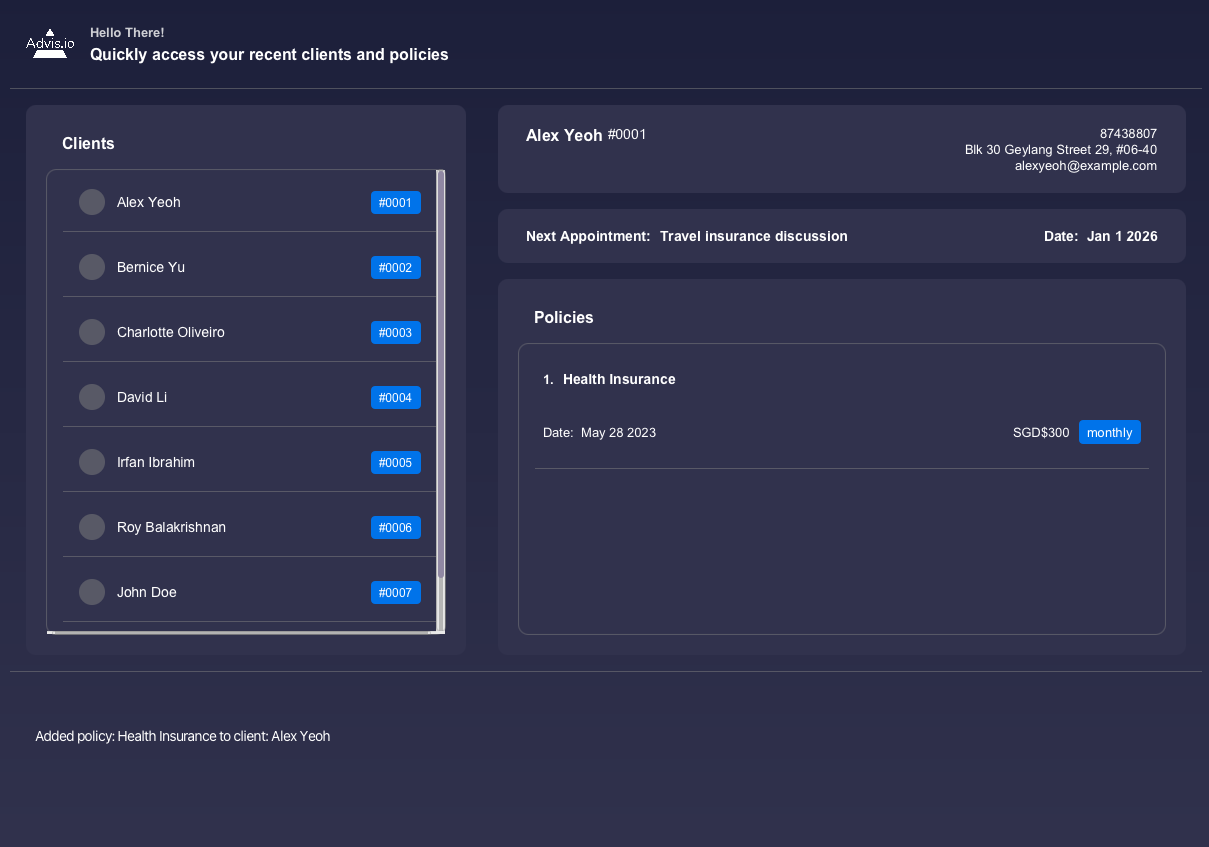 Advis.io
Hello There!
Quickly access your recent clients and policies
Clients
Alex Yeoh #0001
Bernice Yu #0002
Charlotte Oliveiro #0003
David Li #0004
Irfan Ibrahim #0005
Roy Balakrishnan #0006
John Doe #0007
Alex Yeoh #0001
87438807
Blk 30 Geylang Street 29, #06-40
alexyeoh@example.com
Next Appointment: Travel insurance discussion Date: Jan 1 2026
Policies
1. Health Insurance
Date: May 28 2023 SGD$300 monthly
Added policy: Health Insurance to client: Alex Yeoh